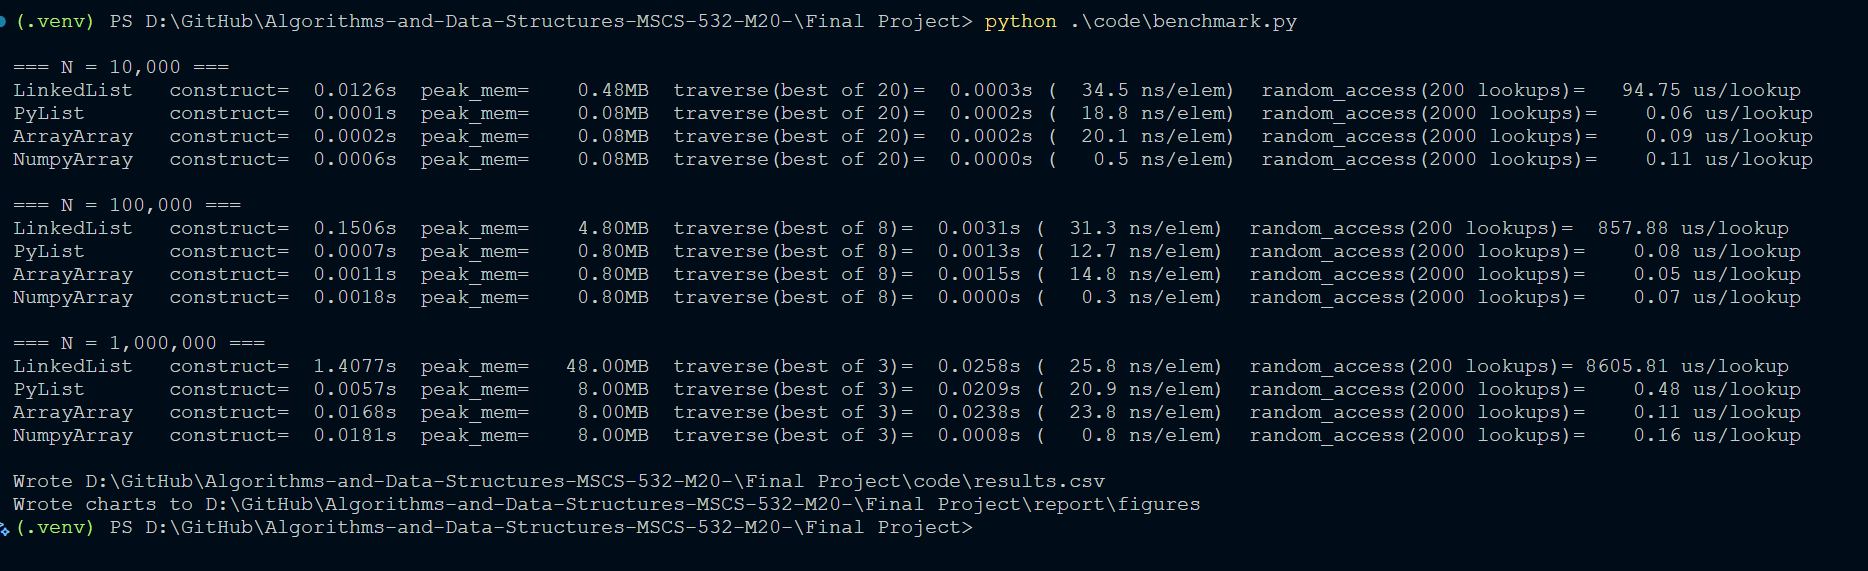 (.venv) PS D:\GitHub\Algorithms-and-Data-Structures-MSCS-532-M20-\Final Project> python .\code\benchmark.py
=== N = 10,000 ===
LinkedList   construct=  0.0126s  peak_mem=    0.48MB  traverse(best of 20)=  0.0003s (  34.5 ns/elem)  random_access(200 lookups)=   94.75 us/lookup
PyList       construct=  0.0001s  peak_mem=    0.08MB  traverse(best of 20)=  0.0002s (  18.8 ns/elem)  random_access(2000 lookups)=    0.06 us/lookup
ArrayArray   construct=  0.0002s  peak_mem=    0.08MB  traverse(best of 20)=  0.0002s (  20.1 ns/elem)  random_access(2000 lookups)=    0.09 us/lookup
NumpyArray   construct=  0.0006s  peak_mem=    0.08MB  traverse(best of 20)=  0.0000s (   0.5 ns/elem)  random_access(2000 lookups)=    0.11 us/lookup
=== N = 100,000 ===
LinkedList   construct=  0.1506s  peak_mem=    4.80MB  traverse(best of 8)=  0.0031s (  31.3 ns/elem)  random_access(200 lookups)=  857.88 us/lookup
PyList       construct=  0.0007s  peak_mem=    0.80MB  traverse(best of 8)=  0.0013s (  12.7 ns/elem)  random_access(2000 lookups)=    0.08 us/lookup
ArrayArray   construct=  0.0011s  peak_mem=    0.80MB  traverse(best of 8)=  0.0015s (  14.8 ns/elem)  random_access(2000 lookups)=    0.05 us/lookup
NumpyArray   construct=  0.0018s  peak_mem=    0.80MB  traverse(best of 8)=  0.0000s (   0.3 ns/elem)  random_access(2000 lookups)=    0.07 us/lookup
=== N = 1,000,000 ===
LinkedList   construct=  1.4077s  peak_mem=   48.00MB  traverse(best of 3)=  0.0258s (  25.8 ns/elem)  random_access(200 lookups)= 8605.81 us/lookup
PyList       construct=  0.0057s  peak_mem=    8.00MB  traverse(best of 3)=  0.0209s (  20.9 ns/elem)  random_access(2000 lookups)=    0.48 us/lookup
ArrayArray   construct=  0.0168s  peak_mem=    8.00MB  traverse(best of 3)=  0.0238s (  23.8 ns/elem)  random_access(2000 lookups)=    0.11 us/lookup
NumpyArray   construct=  0.0181s  peak_mem=    8.00MB  traverse(best of 3)=  0.0008s (   0.8 ns/elem)  random_access(2000 lookups)=    0.16 us/lookup
Wrote D:\GitHub\Algorithms-and-Data-Structures-MSCS-532-M20-\Final Project\code\results.csv
Wrote charts to D:\GitHub\Algorithms-and-Data-Structures-MSCS-532-M20-\Final Project\report\figures
(.venv) PS D:\GitHub\Algorithms-and-Data-Structures-MSCS-532-M20-\Final Project>